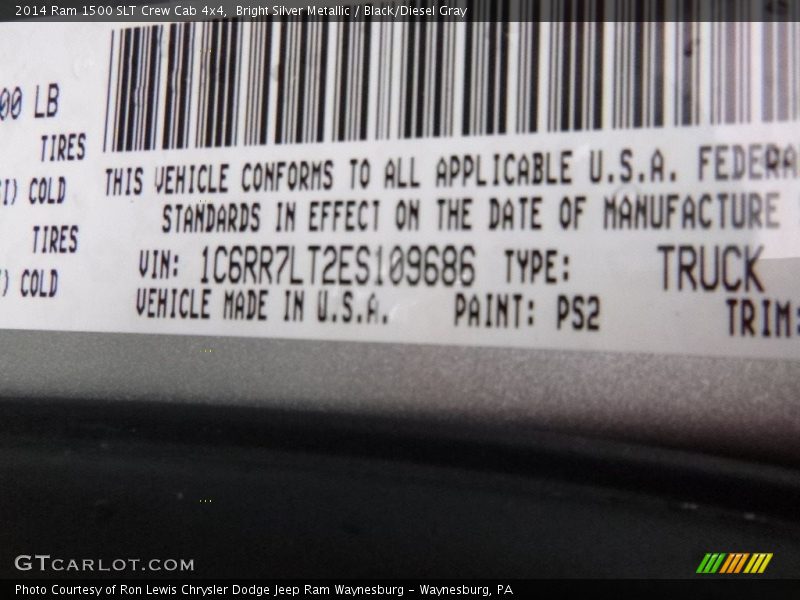 2014 Ram 1500 SLT Crew Cab 4x4, Bright Silver Metallic / Black/Diesel Gray
00 LB
TIRES
COLD
TIRES
COLD
THIS VEHICLE CONFORMS TO ALL APPLICABLE U.S.A. FEDERA
STANDARDS IN EFFECT ON THE DATE OF MANUFACTURE
VIN: 1C6RR7LT2ES109686 TYPE: TRUCK
VEHICLE MADE IN U.S.A. PAINT: PS2 TRIM:
GTCARLOT.COM
Photo Courtesy of Ron Lewis Chrysler Dodge Jeep Ram Waynesburg - Waynesburg, PA